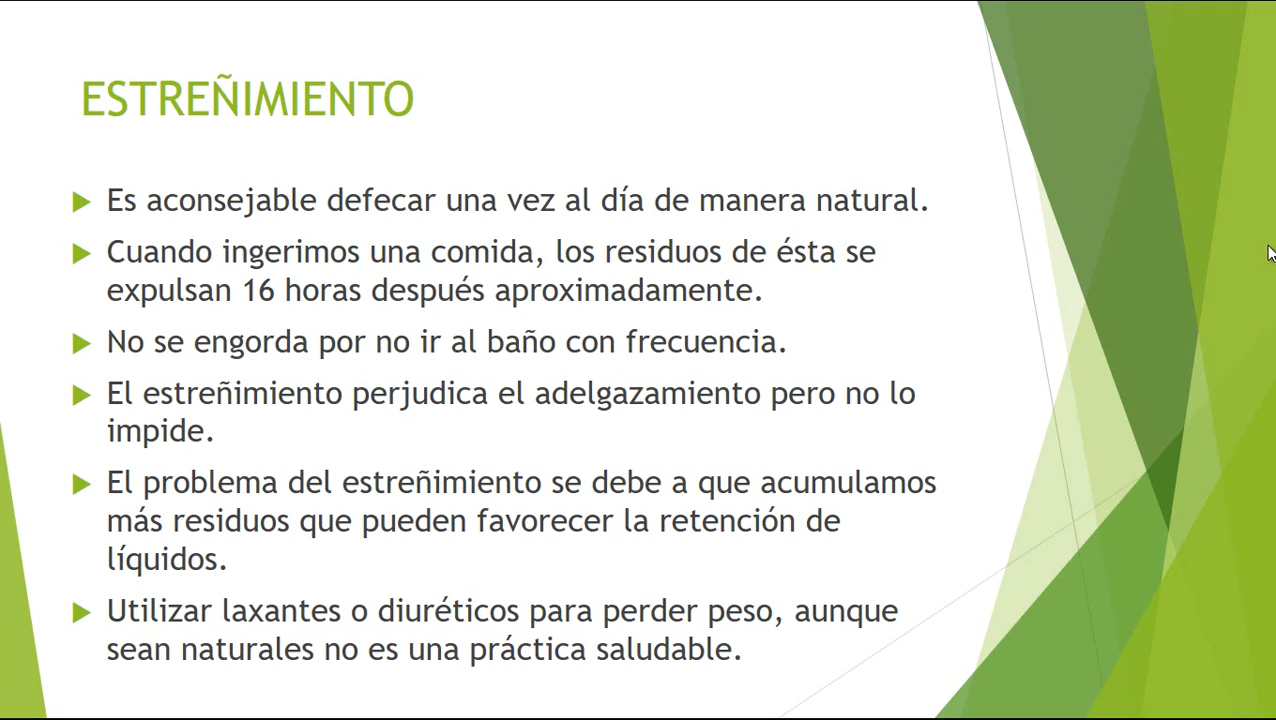 ESTREÑIMIENTO
Es aconsejable defecar una vez al día de manera natural.
Cuando ingerimos una comida, los residuos de ésta se
expulsan 16 horas después aproximadamente.
No se engorda por no ir al baño con frecuencia.
El estreñimiento perjudica el adelgazamiento pero no lo
impide.
El problema del estreñimiento se debe a que acumulamos
más residuos que pueden favorecer la retención de
líquidos.
Utilizar laxantes o diuréticos para perder peso, aunque
sean naturales no es una práctica saludable.